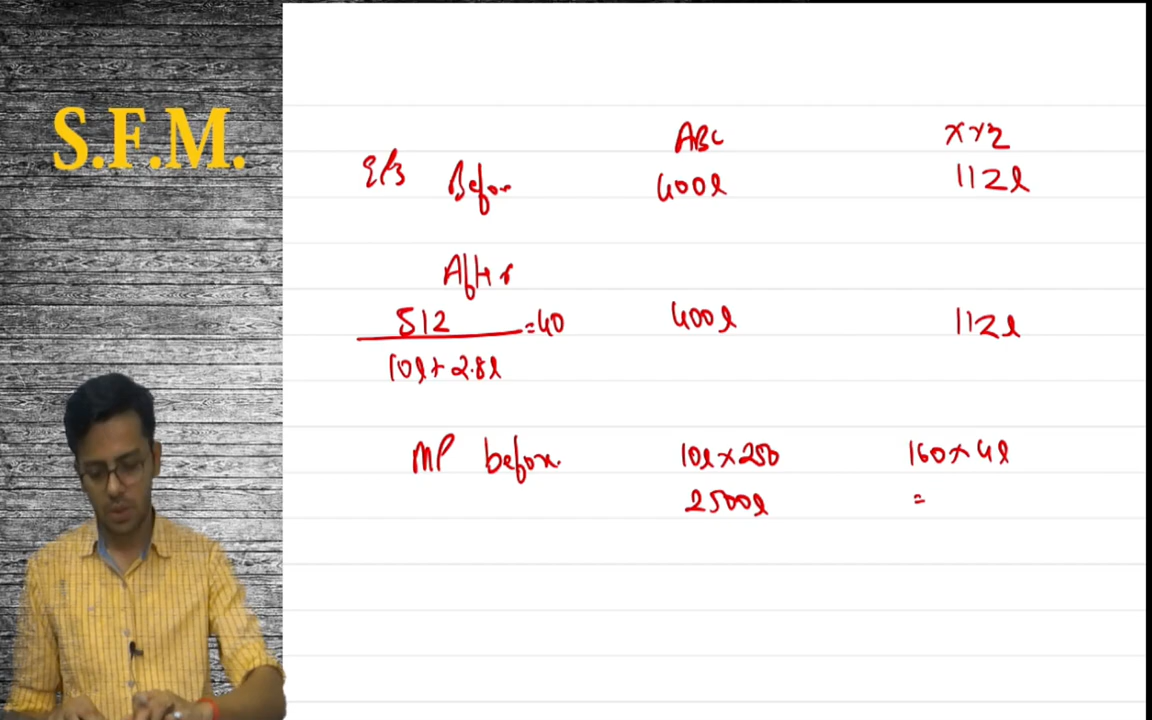 S.F.M.
ABC XYZ
EPS Before 400l 112l
After
512 = 40 400l 112l
10l + 2.8l
MP before. 10l × 250 160 × 4l
2500l =